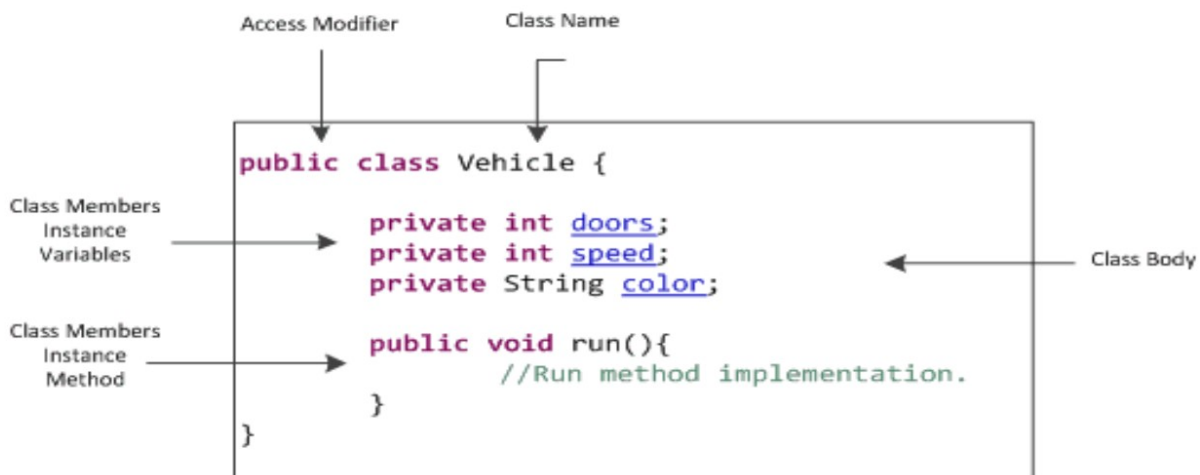 Access Modifier
Class Name
public class Vehicle {
Class Members
Instance
Variables
private int doors;
private int speed;
private String color;
Class Body
Class Members
Instance
Method
public void run(){
//Run method implementation.
}
}